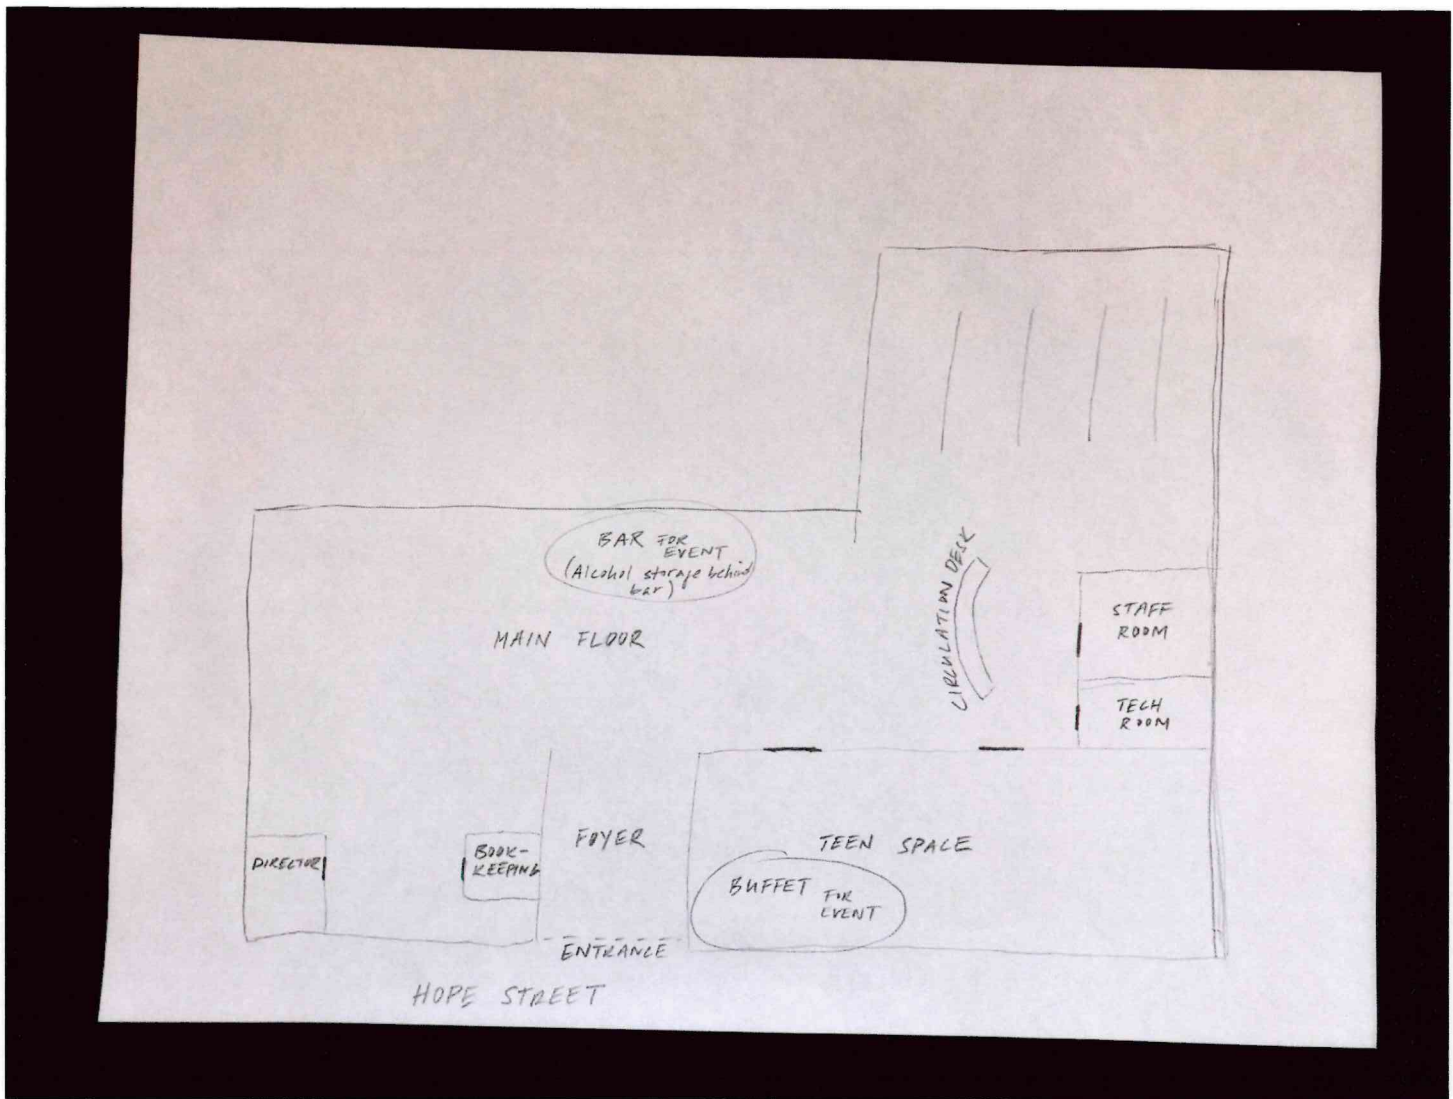 BAR FOR
EVENT
(Alcohol storage behind
bar)
MAIN FLOOR
CIRCULATION DESK
STAFF
ROOM
TECH
ROOM
DIRECTOR
BOOK-
KEEPING
FOYER
TEEN SPACE
BUFFET FOR
EVENT
ENTRANCE
HOPE STREET